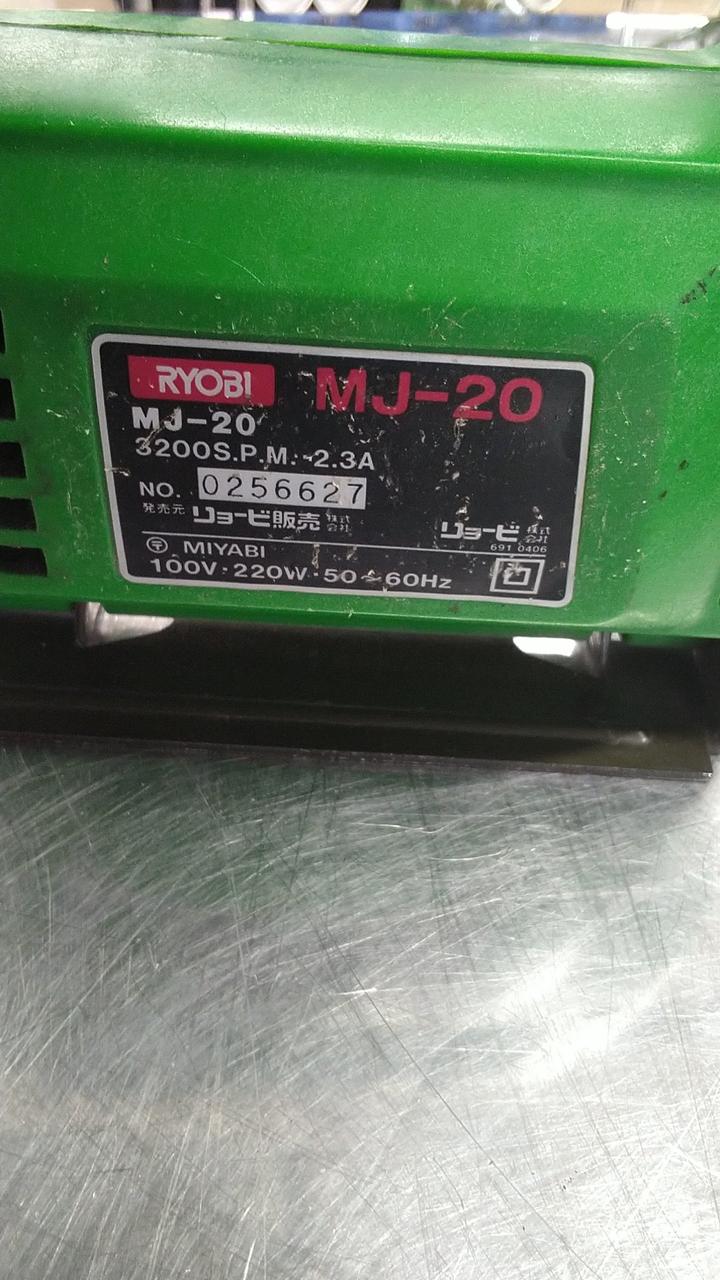 RYOBI MJ-20
MJ-20
3200S.P.M.-2.3A
NO. 0256627
発売元 リョービ販売 株式会社
リョービ 株式会社
691 0406
〒 MIYABI
100V・220W・50～60Hz